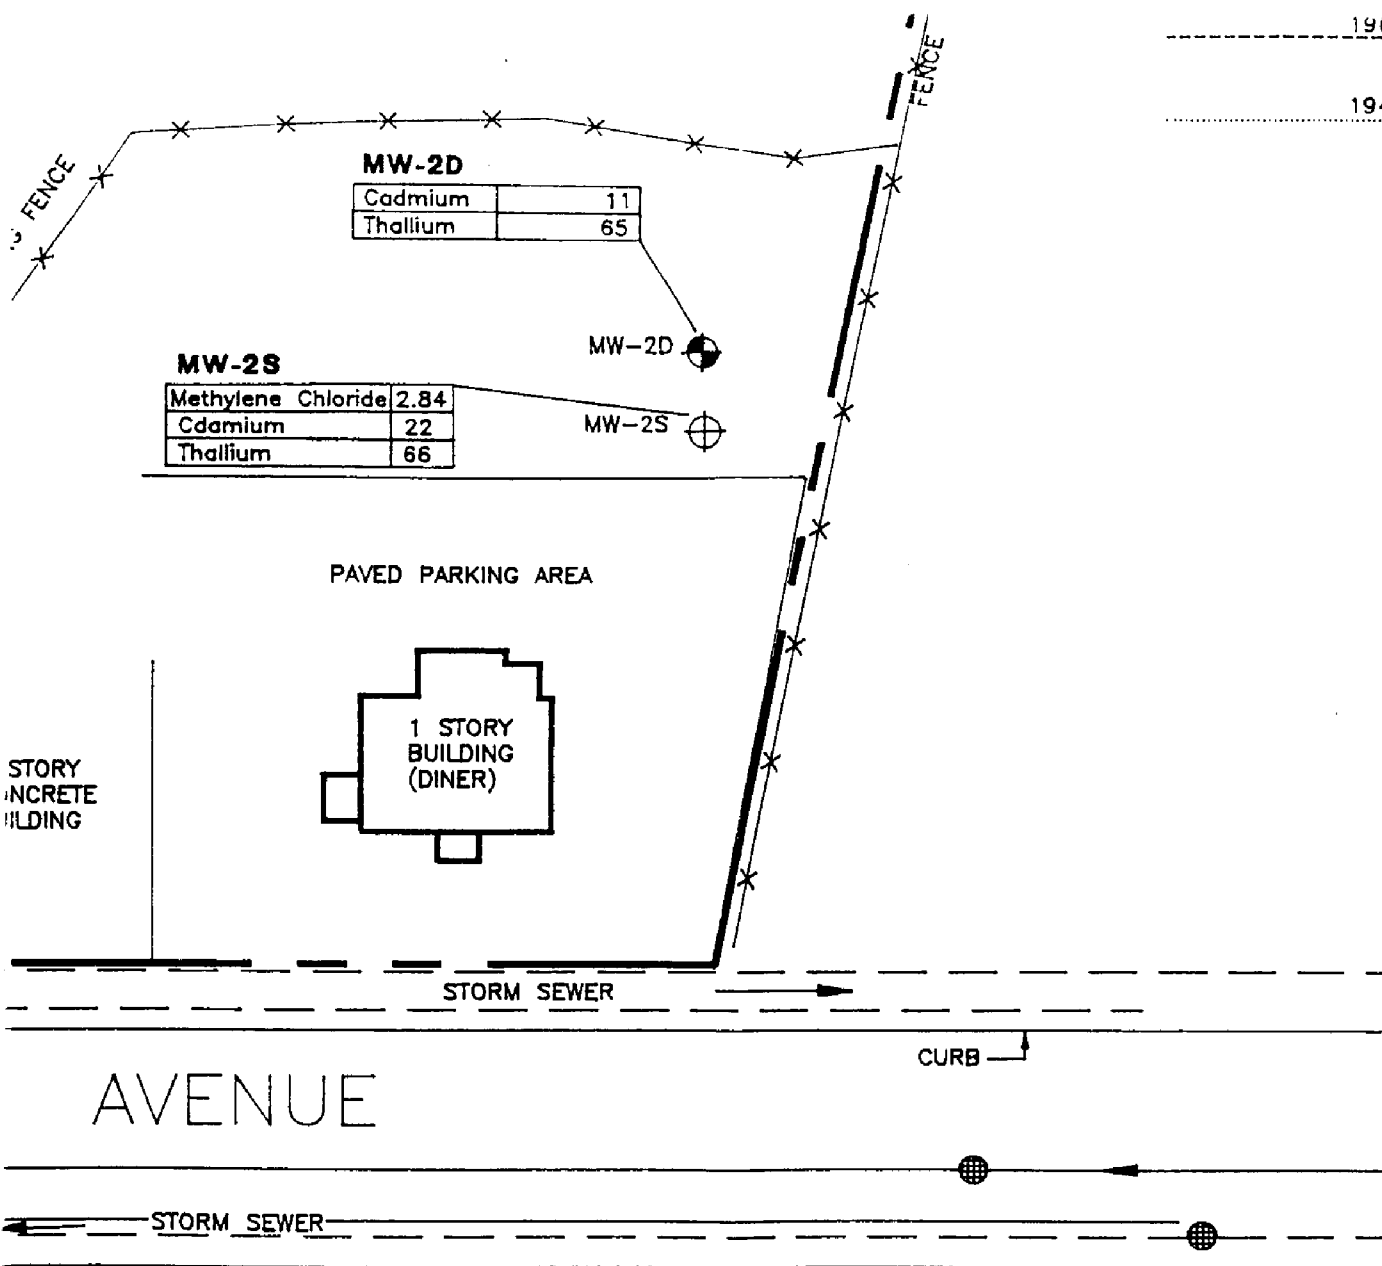 FENCE
FENCE
MW-2D
Cadmium 11
Thallium 65
MW-2D
MW-2S
Methylene Chloride 2.84
Cdamium 22
Thallium 66
MW-2S
PAVED PARKING AREA
1 STORY
BUILDING
(DINER)
STORY
STORM SEWER
CURB
AVENUE
STORM SEWER